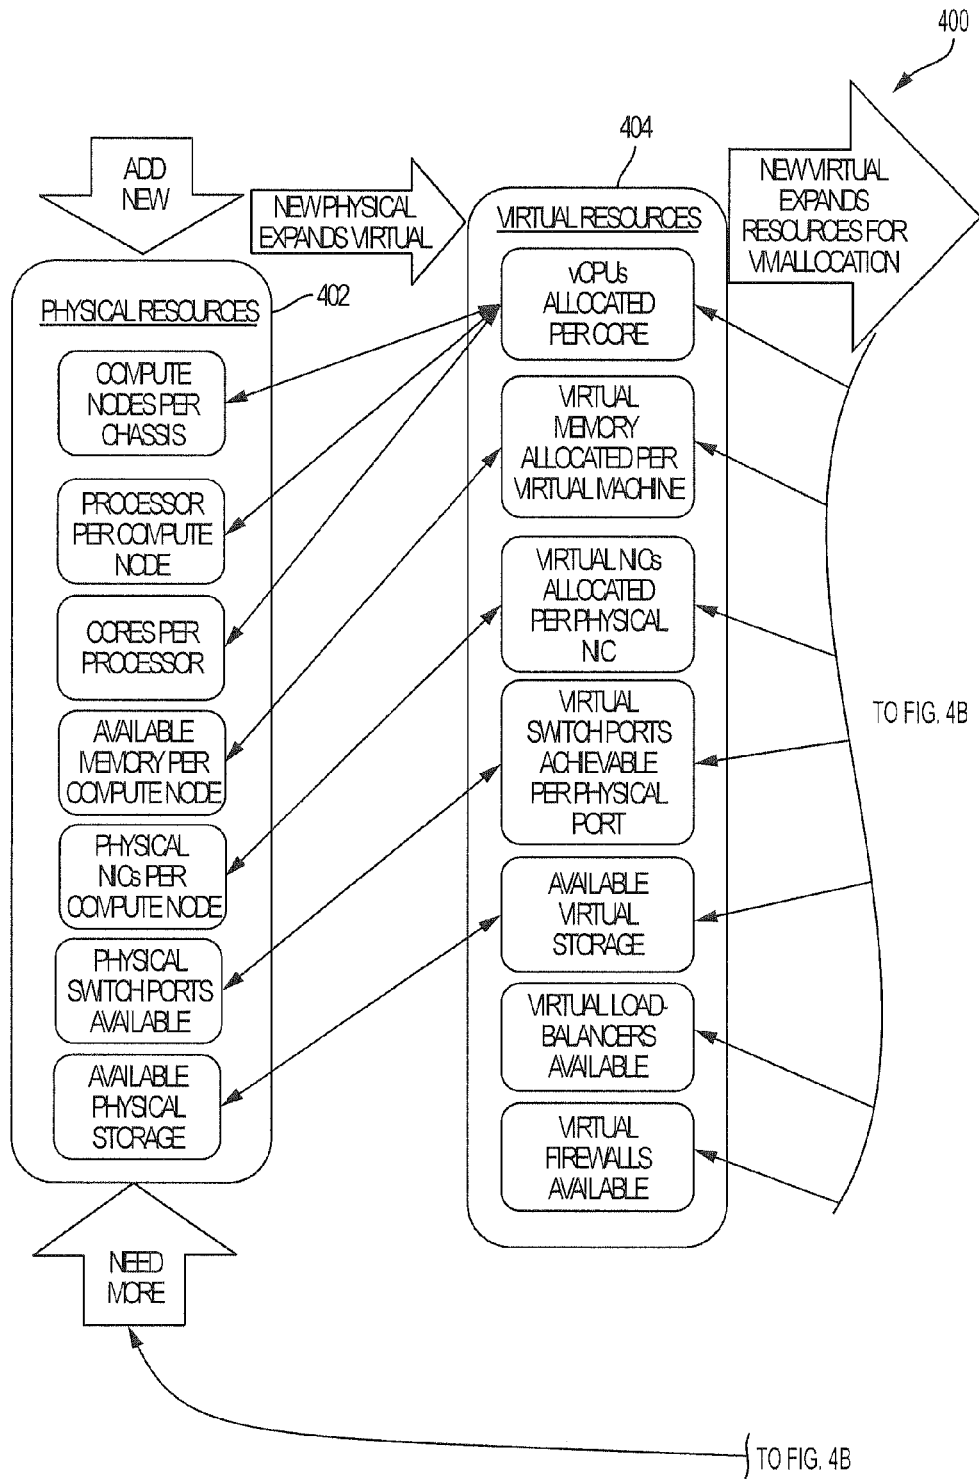 400
404
ADD
NEW
NEW PHYSICAL
EXPANDS VIRTUAL
NEW VIRTUAL
EXPANDS
RESOURCES FOR
VM ALLOCATION
402
PHYSICAL RESOURCES
COMPUTE
NODES PER
CHASSIS
PROCESSOR
PER COMPUTE
NODE
CORES PER
PROCESSOR
AVAILABLE
MEMORY PER
COMPUTE NODE
PHYSICAL
NICs PER
COMPUTE NODE
PHYSICAL
SWITCH PORTS
AVAILABLE
AVAILABLE
PHYSICAL
STORAGE
VIRTUAL RESOURCES
vCPUs
ALLOCATED
PER CORE
VIRTUAL
MEMORY
ALLOCATED PER
VIRTUAL MACHINE
VIRTUAL NICs
ALLOCATED
PER PHYSICAL
NIC
VIRTUAL
SWITCH PORTS
ACHIEVABLE
PER PHYSICAL
PORT
AVAILABLE
VIRTUAL
STORAGE
VIRTUAL LOAD-
BALANCERS
AVAILABLE
VIRTUAL
FIREWALLS
AVAILABLE
TO FIG. 4B
NEED
MORE
TO FIG. 4B